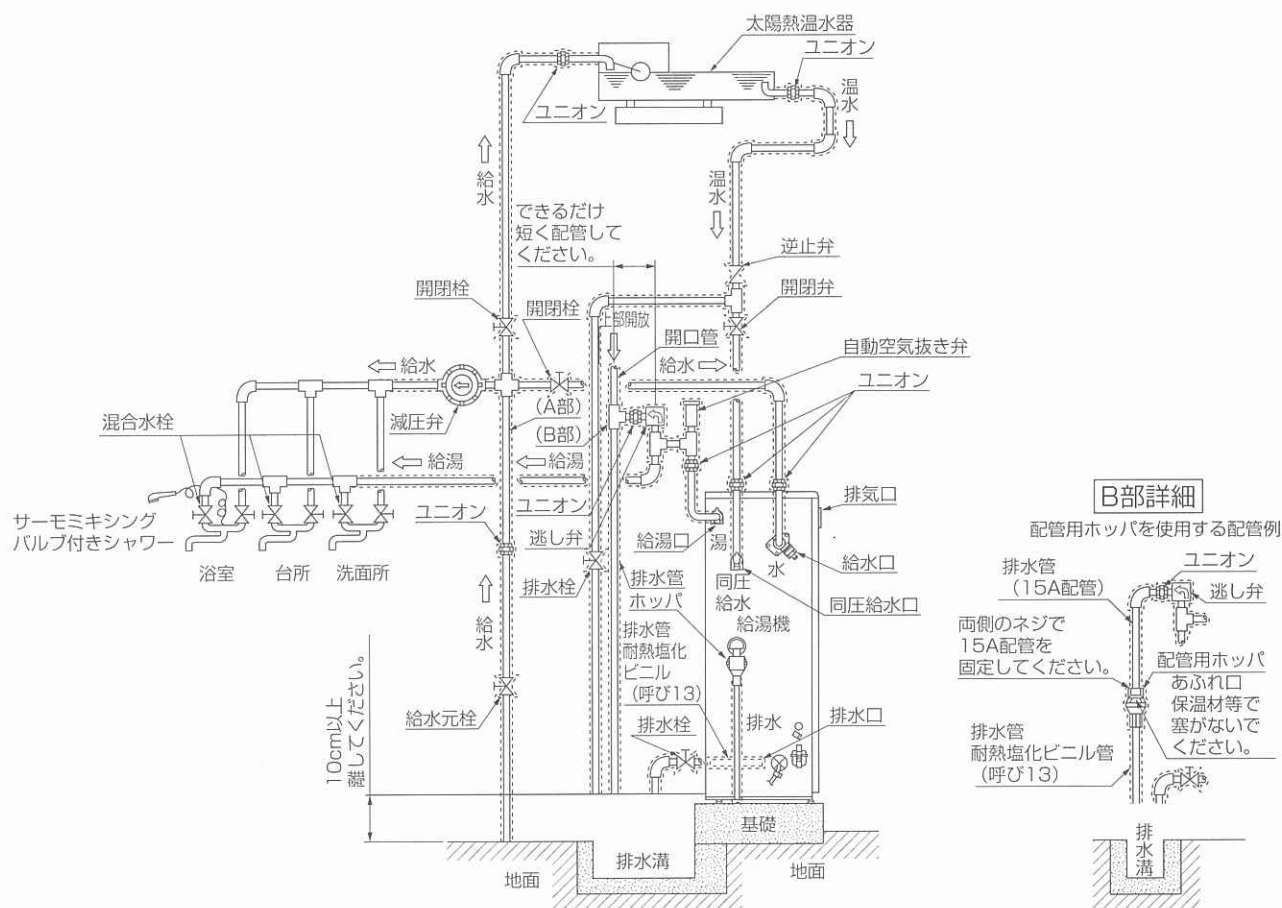 太陽熱温水器
ユニオン
ユニオン
温水
給水
温水
できるだけ
短く配管して
ください。
逆止弁
開閉栓
開閉栓
開閉弁
上部開放
開口管
自動空気抜き弁
給水
給水
ユニオン
(A部)
減圧弁
(B部)
混合水栓
給湯
給湯
B部詳細
配管用ホッパを使用する配管例
サーモミキシング
バルブ付きシャワー
ユニオン
ユニオン
排気口
給湯口
湯
水
給水口
逃し弁
浴室
台所
洗面所
排水栓
排水管
ホッパ
同圧
給水
同圧給水口
給湯機
給水
排水管
耐熱塩化
ビニル
(呼び13)
排水
排水口
排水栓
給水元栓
10cm以上
離してください。
基礎
排水溝
地面
地面
ユニオン
排水管
(15A配管)
逃し弁
両側のネジで
15A配管を
固定してください。
配管用ホッパ
あふれ口
保温材等で
塞がないで
ください。
排水管
耐熱塩化ビニル管
(呼び13)
排水溝